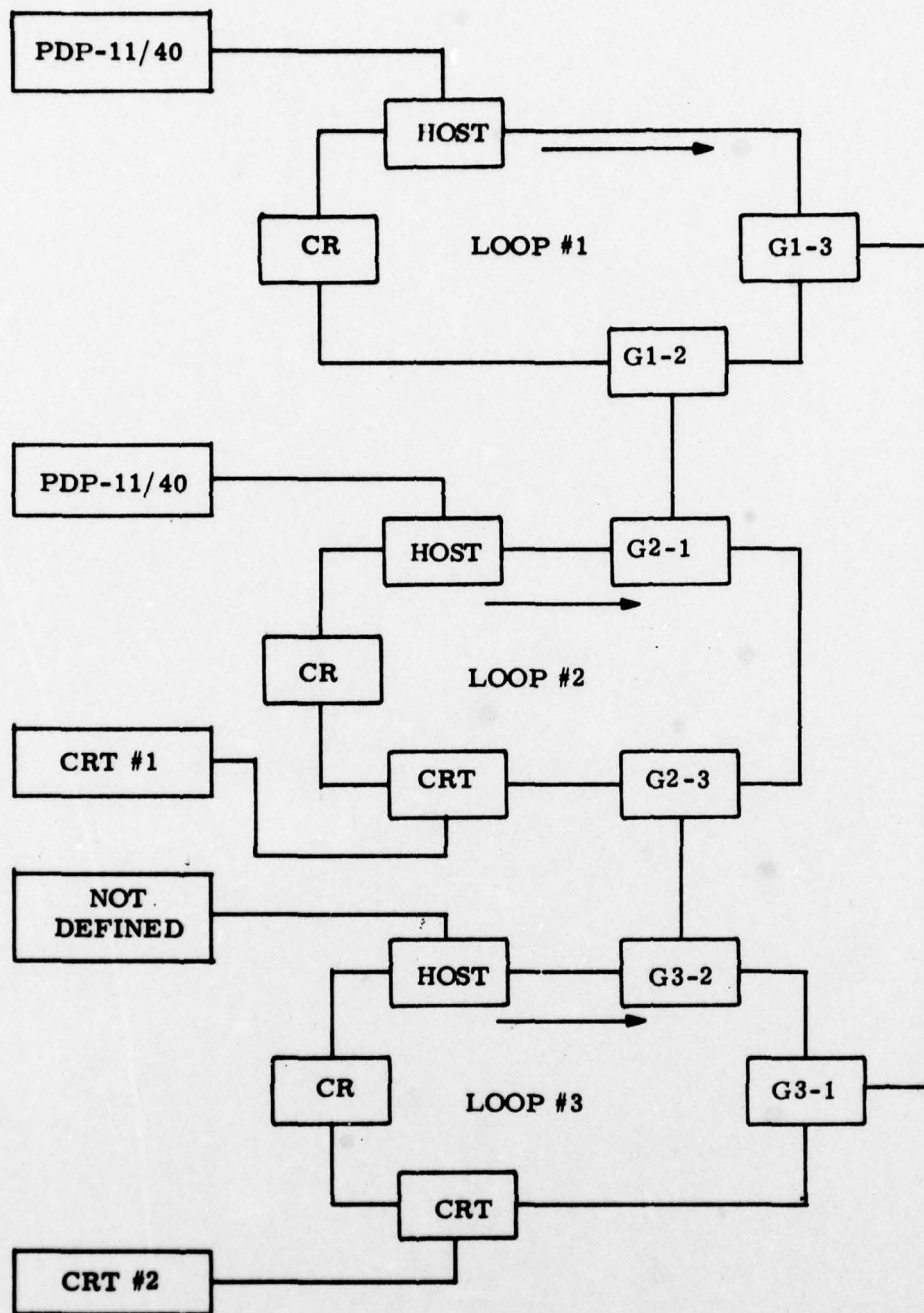 PDP-11/40
HOST
CR
LOOP #1
G1-3
G1-2
PDP-11/40
HOST
G2-1
CR
LOOP #2
CRT #1
CRT
G2-3
NOT
DEFINED
HOST
G3-2
CR
LOOP #3
G3-1
CRT
CRT #2